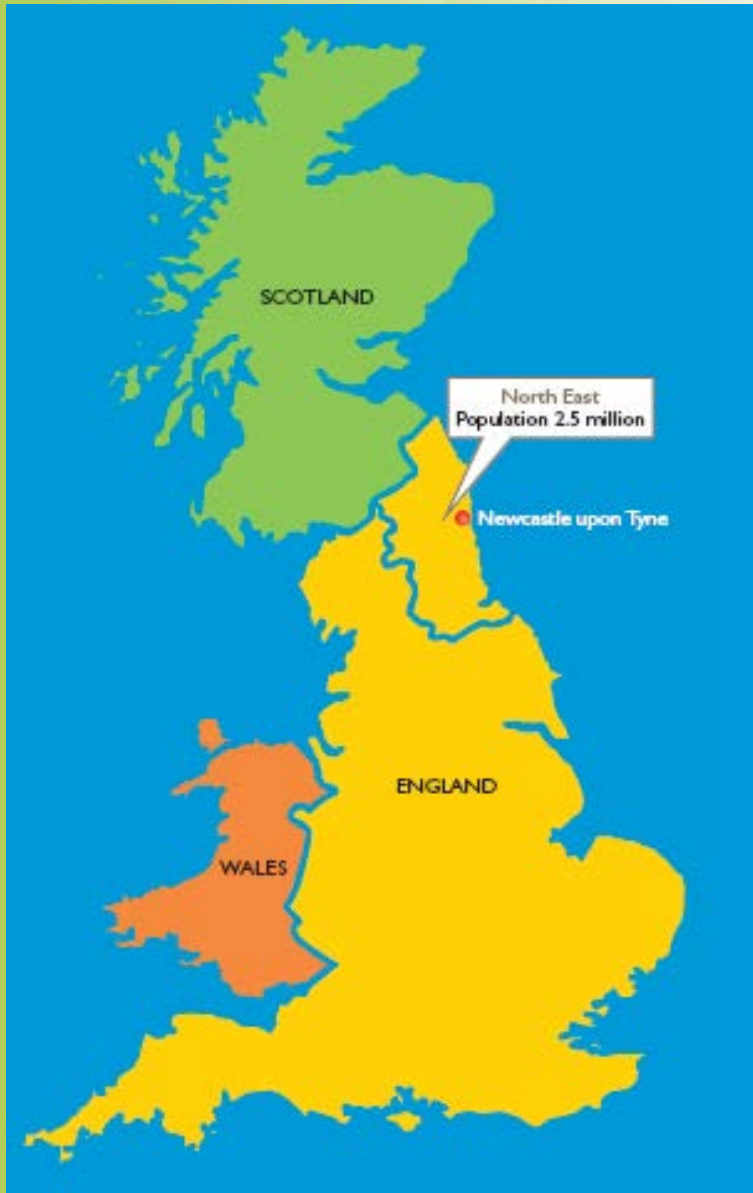 SCOTLAND
North East
Population 2.5 million
Newcastle upon Tyne
ENGLAND
WALES